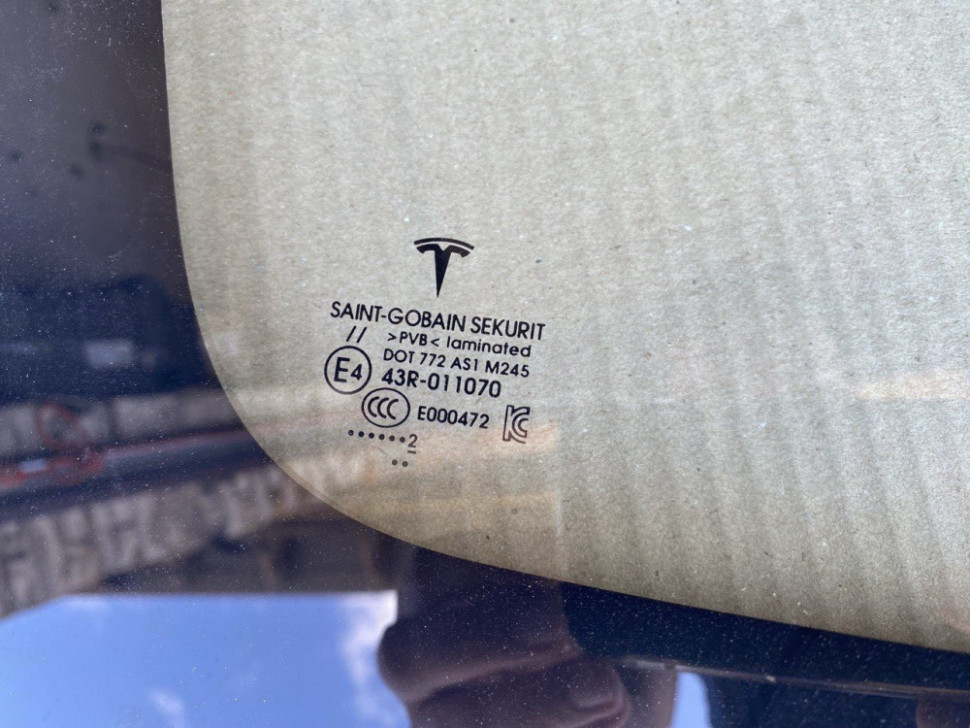 SAINT-GOBAIN SEKURIT
// >PVB< laminated
DOT 772 AS1 M245
E4 43R-011070
CCC E000472 KC
......2
..